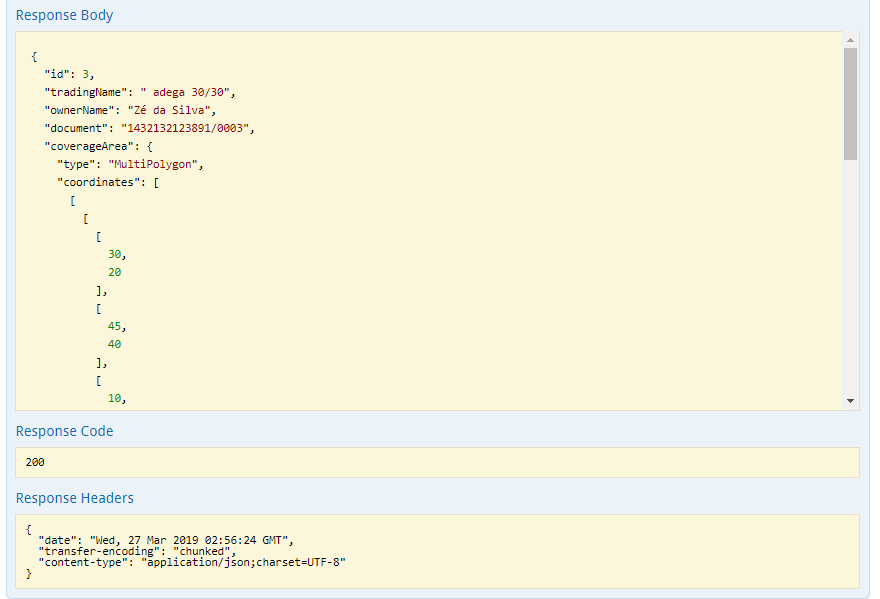 Response Body
{
"id": 3,
"tradingName": " adega 30/30",
"ownerName": "Zé da Silva",
"document": "1432132123891/0003",
"coverageArea": {
"type": "MultiPolygon",
"coordinates": [
[
[
[
30,
20
],
[
45,
40
],
[
10,
Response Code
200
Response Headers
{
"date": "Wed, 27 Mar 2019 02:56:24 GMT",
"transfer-encoding": "chunked",
"content-type": "application/json;charset=UTF-8"
}